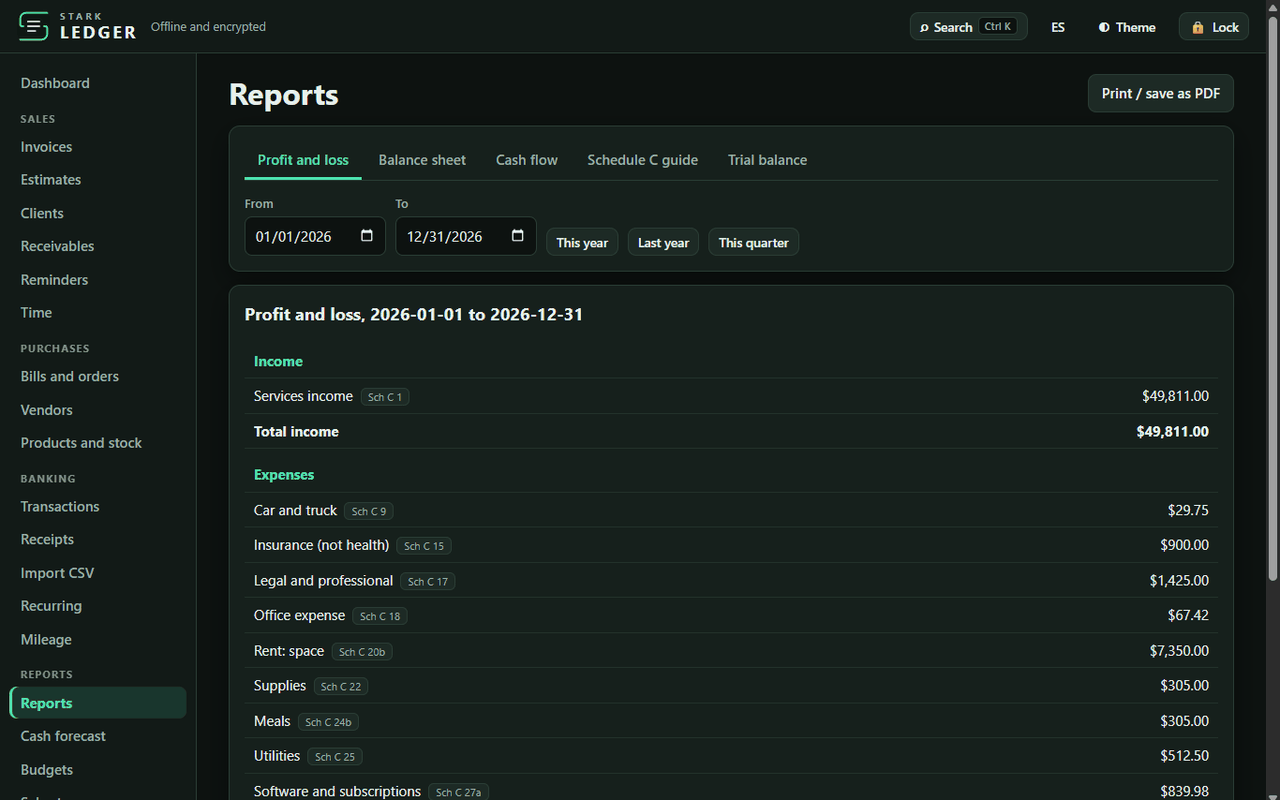 STARK
LEDGER
Offline and encrypted
Search Ctrl K
ES
Theme
Lock
Dashboard
SALES
Invoices
Estimates
Clients
Receivables
Reminders
Time
PURCHASES
Bills and orders
Vendors
Products and stock
BANKING
Transactions
Receipts
Import CSV
Recurring
Mileage
REPORTS
Reports
Cash forecast
Budgets
Reports
Print / save as PDF
Profit and loss Balance sheet Cash flow Schedule C guide Trial balance
From To
01/01/2026 12/31/2026 This year Last year This quarter
Profit and loss, 2026-01-01 to 2026-12-31
Income
Services income Sch C 1 $49,811.00
Total income $49,811.00
Expenses
Car and truck Sch C 9 $29.75
Insurance (not health) Sch C 15 $900.00
Legal and professional Sch C 17 $1,425.00
Office expense Sch C 18 $67.42
Rent: space Sch C 20b $7,350.00
Supplies Sch C 22 $305.00
Meals Sch C 24b $305.00
Utilities Sch C 25 $512.50
Software and subscriptions Sch C 27a $839.98